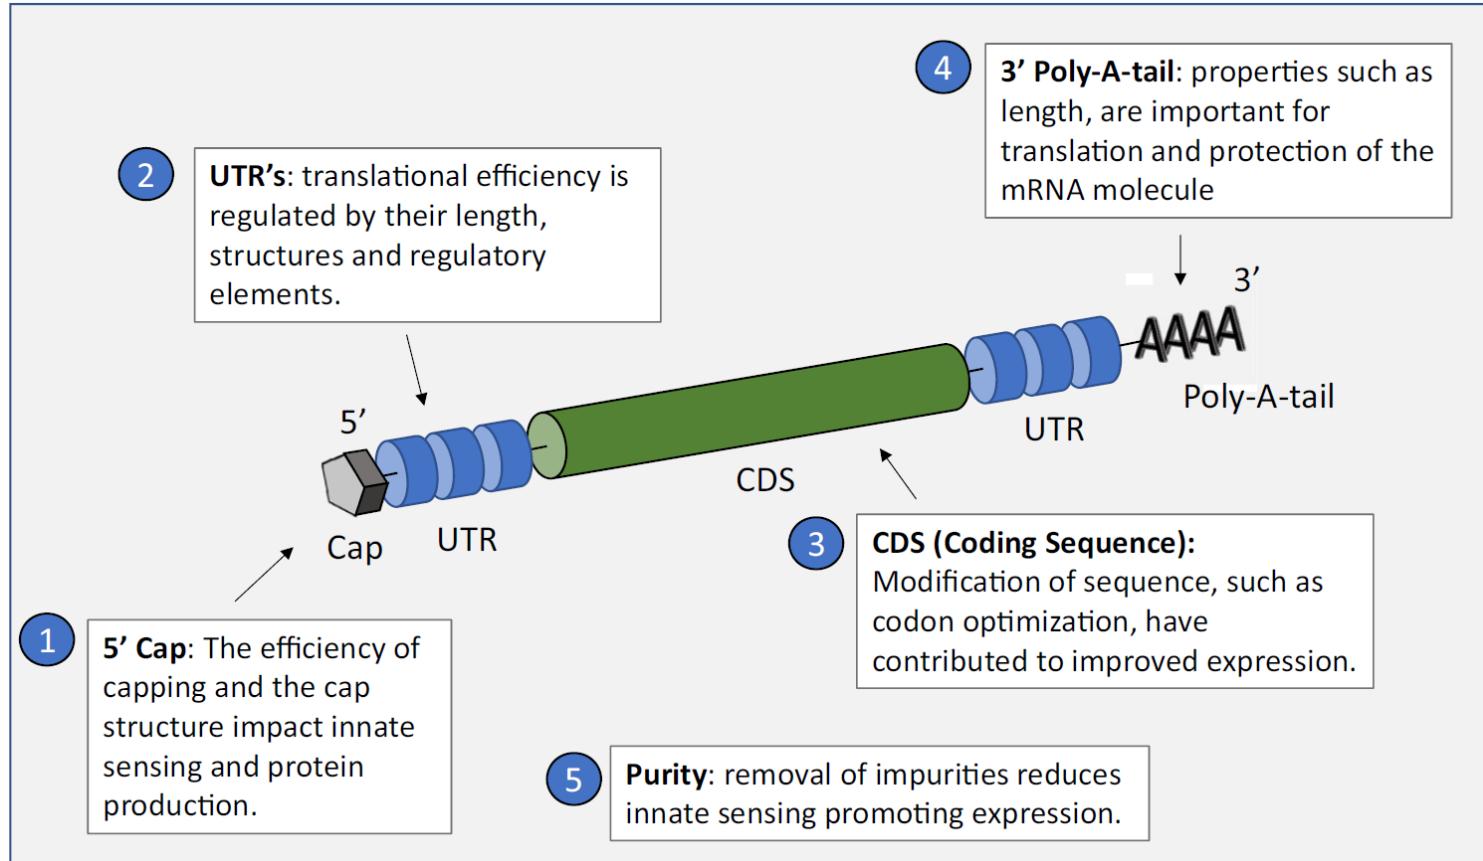 4
3’ Poly-A-tail: properties such as
length, are important for
translation and protection of the
mRNA molecule
2
UTR’s: translational efficiency is
regulated by their length,
structures and regulatory
elements.
3’
AAAA
Poly-A-tail
5’
UTR
CDS
Cap
UTR
3
CDS (Coding Sequence):
Modification of sequence, such as
codon optimization, have
contributed to improved expression.
1
5’ Cap: The efficiency of
capping and the cap
structure impact innate
sensing and protein
production.
5
Purity: removal of impurities reduces
innate sensing promoting expression.